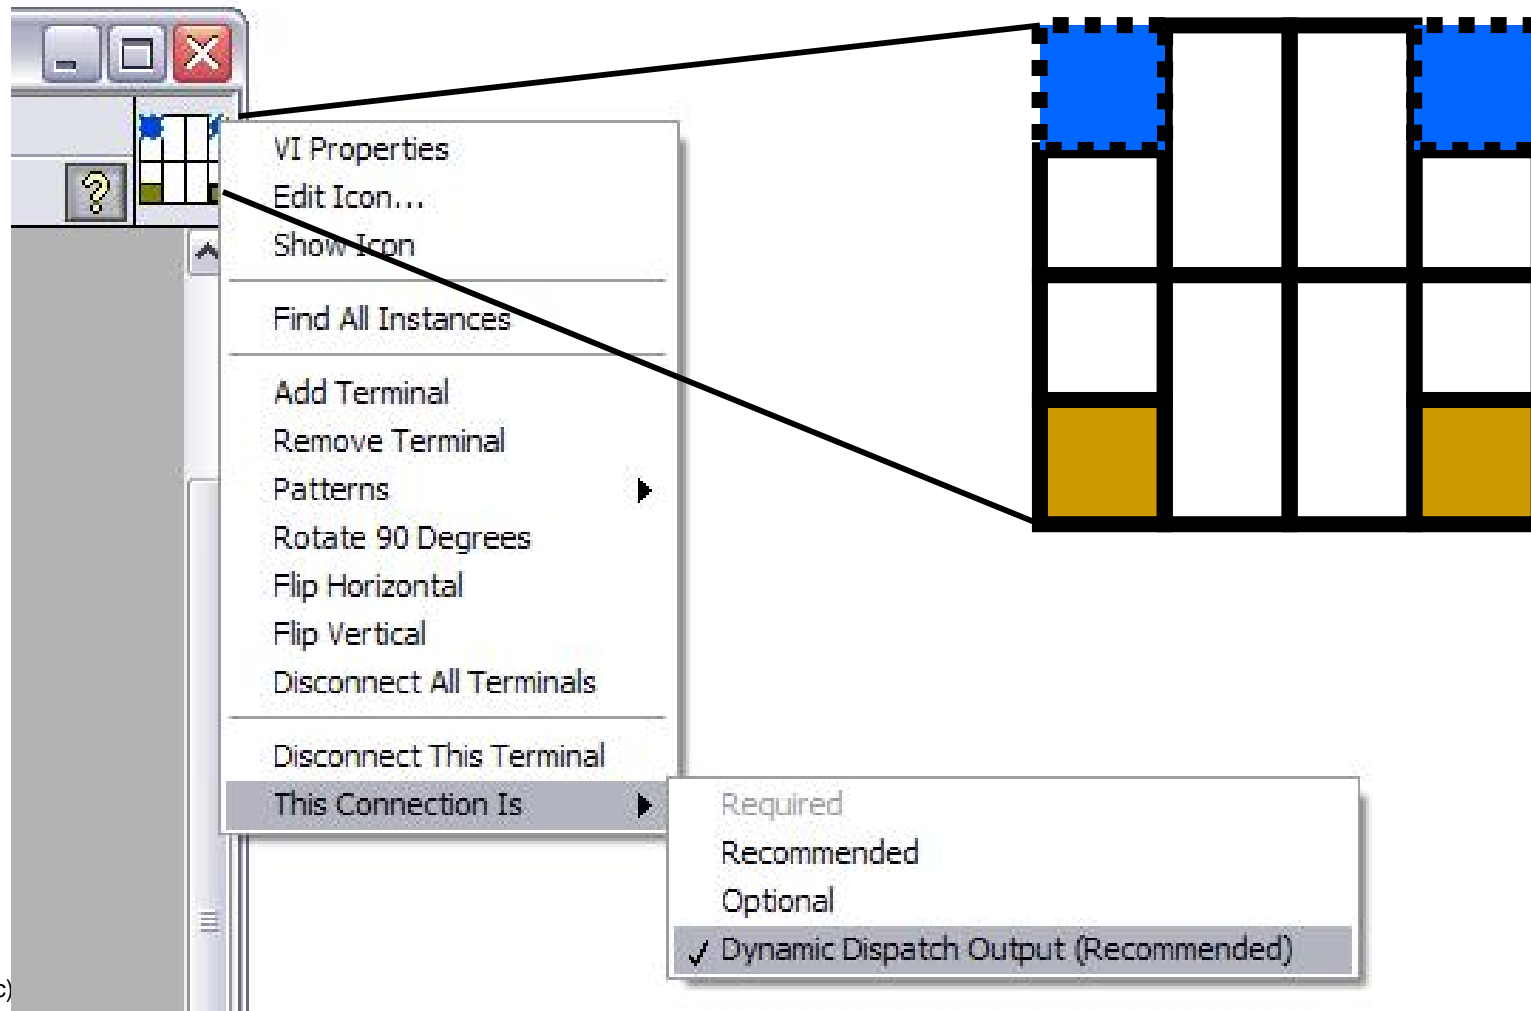 VI Properties
Edit Icon...
Show Icon
Find All Instances
Add Terminal
Remove Terminal
Patterns
Rotate 90 Degrees
Flip Horizontal
Flip Vertical
Disconnect All Terminals
Disconnect This Terminal
This Connection Is
Required
Recommended
Optional
✓ Dynamic Dispatch Output (Recommended)
c)